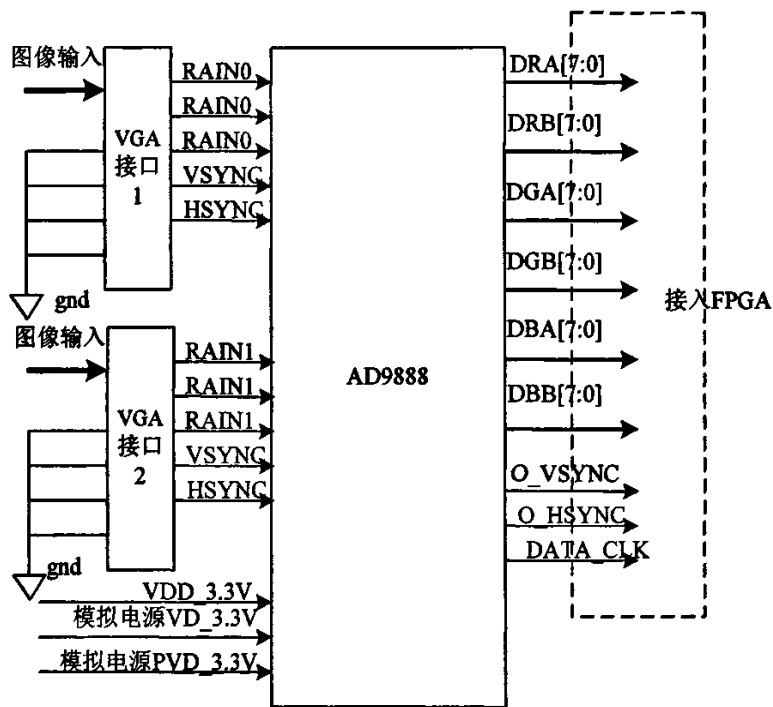 图像输入
VGA
接口
1
RAIN0
RAIN0
RAIN0
VSYNC
HSYNC
gnd
图像输入
VGA
接口
2
RAIN1
RAIN1
RAIN1
VSYNC
HSYNC
gnd
VDD_3.3V
模拟电源VD_3.3V
模拟电源PVD_3.3V
AD9888
DRA[7:0]
DRB[7:0]
DGA[7:0]
DGB[7:0]
DBA[7:0]
DBB[7:0]
O_VSYNC
O_HSYNC
DATA_CLK
接入FPGA